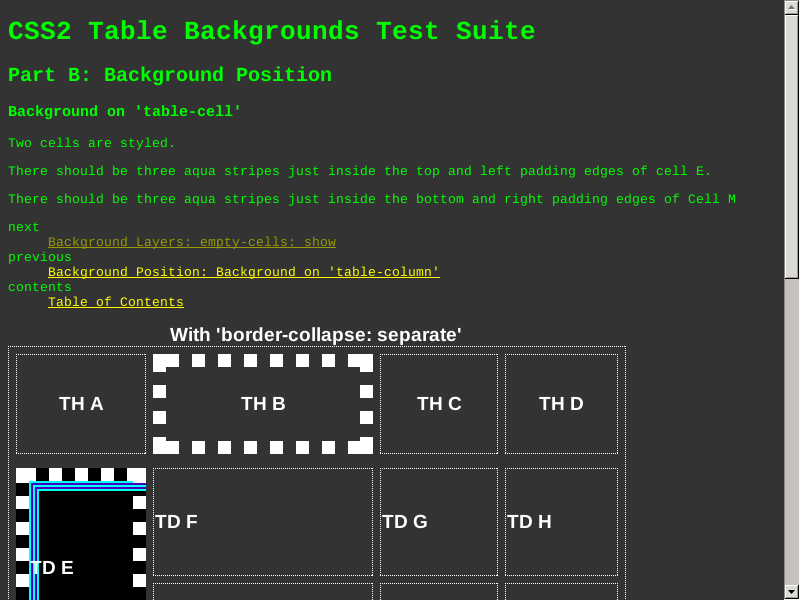 CSS2 Table Backgrounds Test Suite
Part B: Background Position
Background on 'table-cell'
Two cells are styled.
There should be three aqua stripes just inside the top and left padding edges of cell E.
There should be three aqua stripes just inside the bottom and right padding edges of Cell M
next
Background Layers: empty-cells: show
previous
Background Position: Background on 'table-column'
contents
Table of Contents
With 'border-collapse: separate'
TH A TH B TH C TH D
TD E TD F TD G TD H